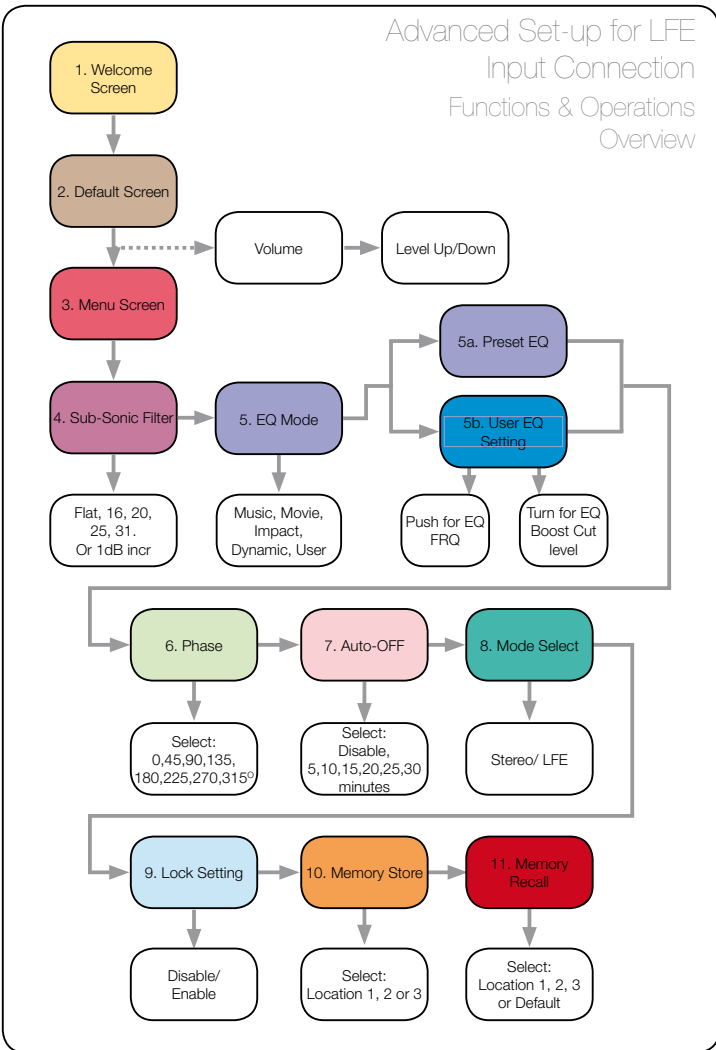 Advanced Set-up for LFE
Input Connection
Functions & Operations
Overview
1. Welcome
Screen
2. Default Screen
Volume
Level Up/Down
3. Menu Screen
4. Sub-Sonic Filter
5. EQ Mode
5a. Preset EQ
5b. User EQ
Setting
Flat, 16, 20,
25, 31.
Or 1dB incr
Music, Movie,
Impact,
Dynamic, User
Push for EQ
FRQ
Turn for EQ
Boost Cut
level
6. Phase
7. Auto-OFF
8. Mode Select
Select:
0,45,90,135,
180,225,270,315º
Select:
Disable,
5,10,15,20,25,30
minutes
Stereo/ LFE
9. Lock Setting
10. Memory Store
11. Memory
Recall
Disable/
Enable
Select:
Location 1, 2 or 3
Select:
Location 1, 2, 3
or Default